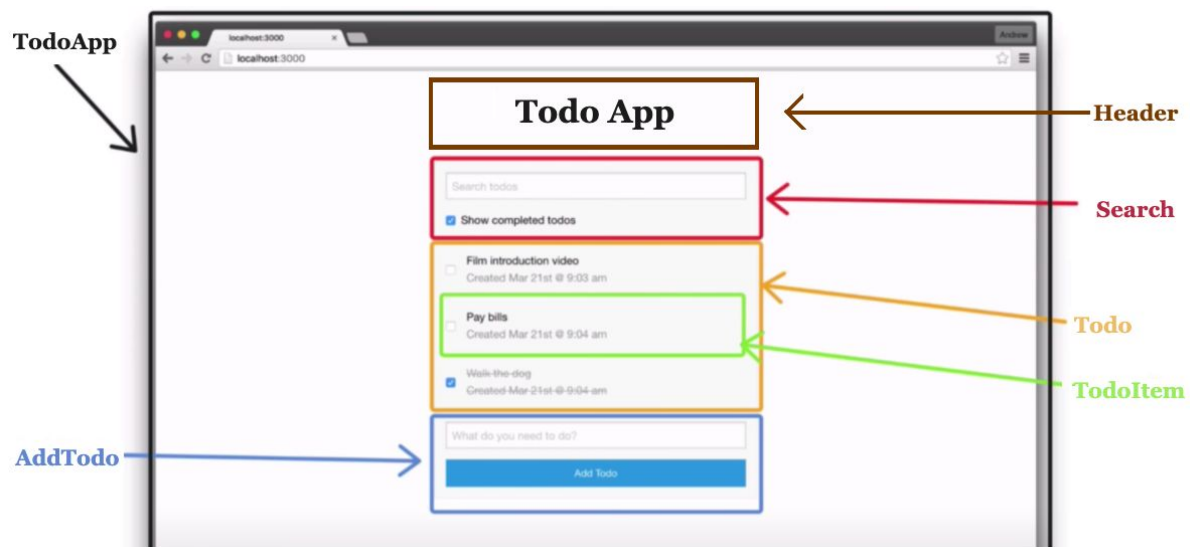 TodoApp
localhost:3000
Andrew
localhost:3000
Todo App
Header
Search todos
Show completed todos
Search
Film introduction video
Created Mar 21st @ 9:03 am
Pay bills
Created Mar 21st @ 9:04 am
Todo
TodoItem
Walk the dog
Created Mar 21st @ 9:04 am
What do you need to do?
AddTodo
Add Todo